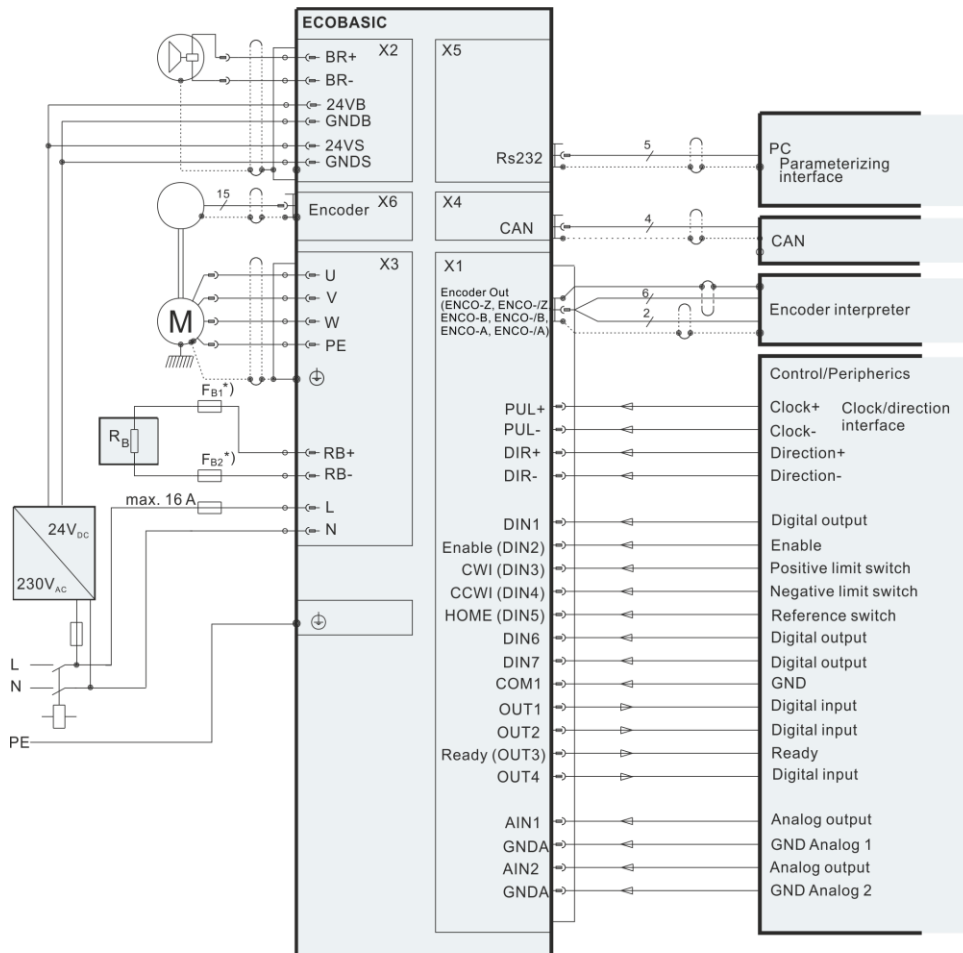 ECOBASIC
X2
BR+
BR-
24VB
GNDB
24VS
GNDS
X5
Rs232
5
PC
Parameterizing
interface
15
Encoder
X6
X4
CAN
4
CAN
X3
U
V
W
PE
M
X1
Encoder Out
(ENCO-Z, ENCO-/Z
ENCO-B, ENCO-/B,
ENCO-A, ENCO-/A)
6
2
Encoder interpreter
FB1*)
RB
FB2*)
RB+
RB-
max. 16 A
L
N
24VDC
230VAC
L
N
PE
Control/Peripherics
PUL+
Clock+
Clock/direction
interface
PUL-
Clock-
DIR+
Direction+
DIR-
Direction-
DIN1
Digital output
Enable (DIN2)
Enable
CWI (DIN3)
Positive limit switch
CCWI (DIN4)
Negative limit switch
HOME (DIN5)
Reference switch
DIN6
Digital output
DIN7
Digital output
COM1
GND
OUT1
Digital input
OUT2
Digital input
Ready (OUT3)
Ready
OUT4
Digital input
AIN1
Analog output
GNDA
GND Analog 1
AIN2
Analog output
GNDA
GND Analog 2